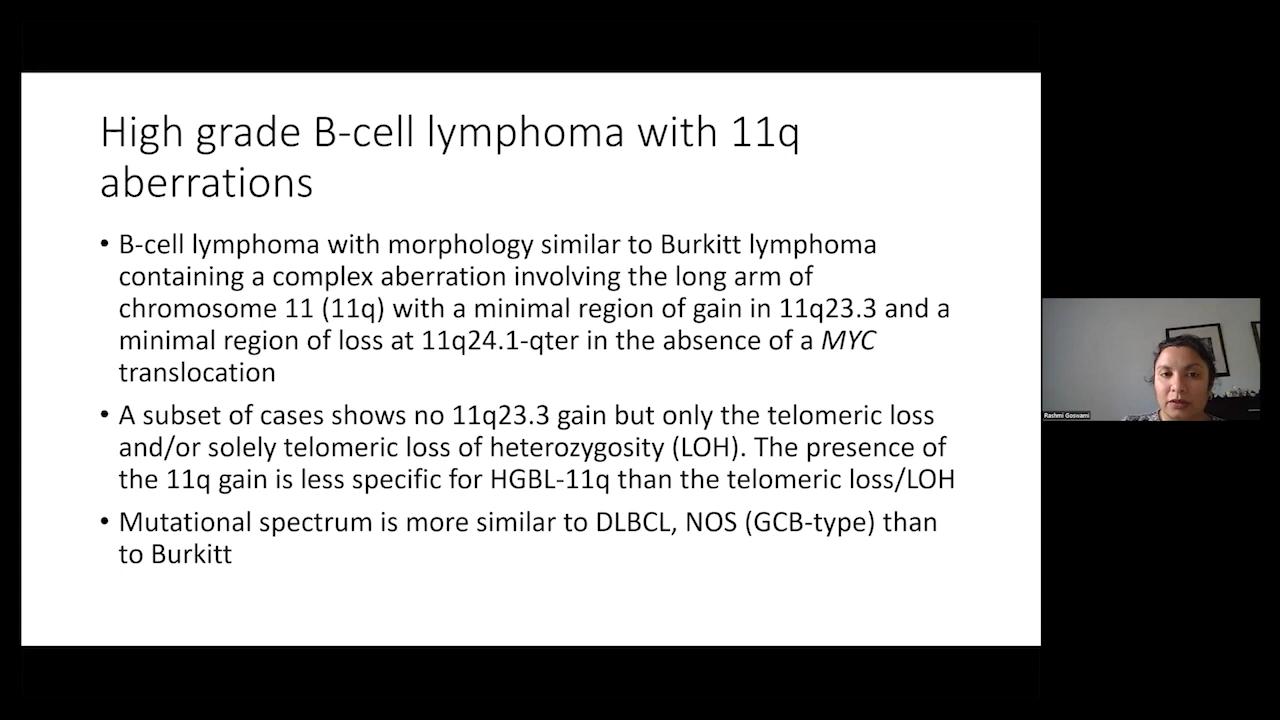 High grade B-cell lymphoma with 11q
aberrations
• B-cell lymphoma with morphology similar to Burkitt lymphoma
containing a complex aberration involving the long arm of
chromosome 11 (11q) with a minimal region of gain in 11q23.3 and a
minimal region of loss at 11q24.1-qter in the absence of a MYC
translocation
• A subset of cases shows no 11q23.3 gain but only the telomeric loss
and/or solely telomeric loss of heterozygosity (LOH). The presence of
the 11q gain is less specific for HGBL-11q than the telomeric loss/LOH
• Mutational spectrum is more similar to DLBCL, NOS (GCB-type) than
to Burkitt
Rashmi Goswami